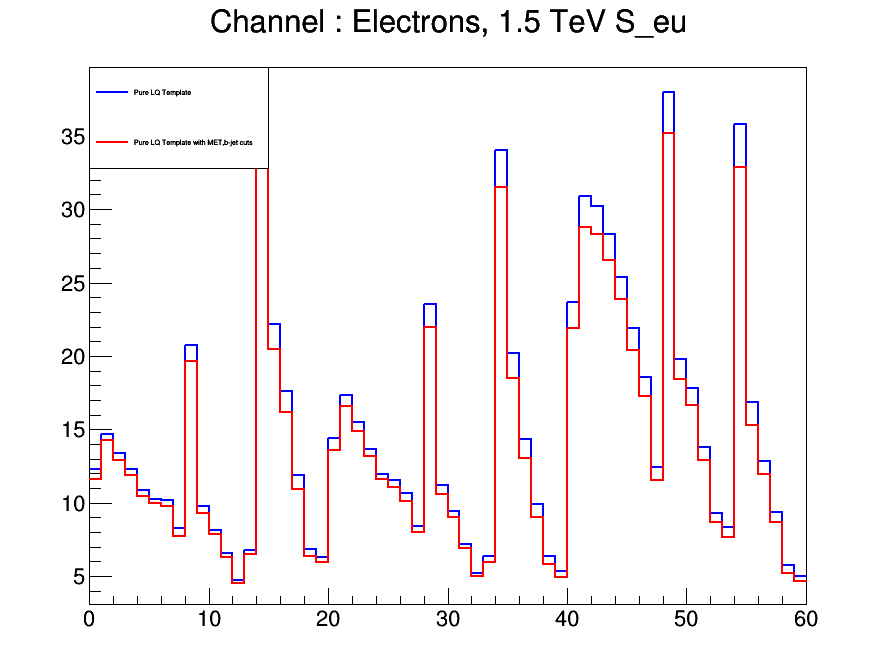 Channel : Electrons, 1.5 TeV S_eu
Pure LQ Template
Pure LQ Template with MET,b-jet cuts
35
30
25
20
15
10
5
0 10 20 30 40 50 60